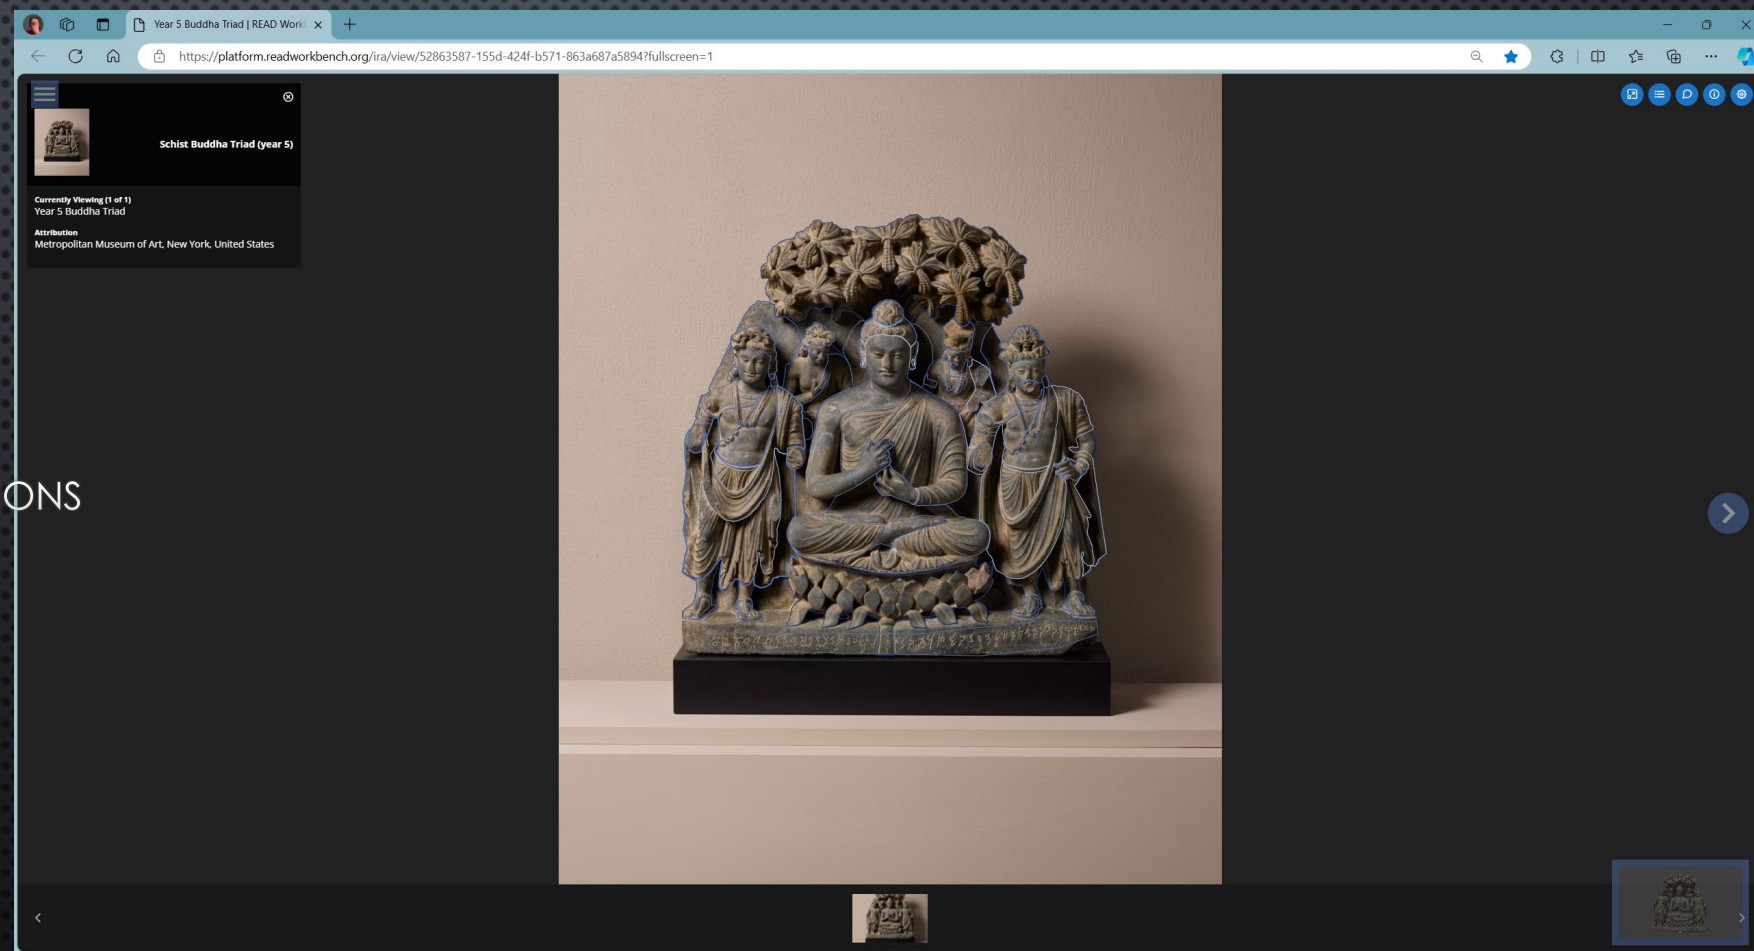 Year 5 Buddha Triad | READ Work
https://platform.readworkbench.org/ira/view/52863587-155d-424f-b571-863a687a5894?fullscreen=1
Schist Buddha Triad (year 5)
Currently Viewing (1 of 1)
Year 5 Buddha Triad
Attribution
Metropolitan Museum of Art, New York, United States
ONS